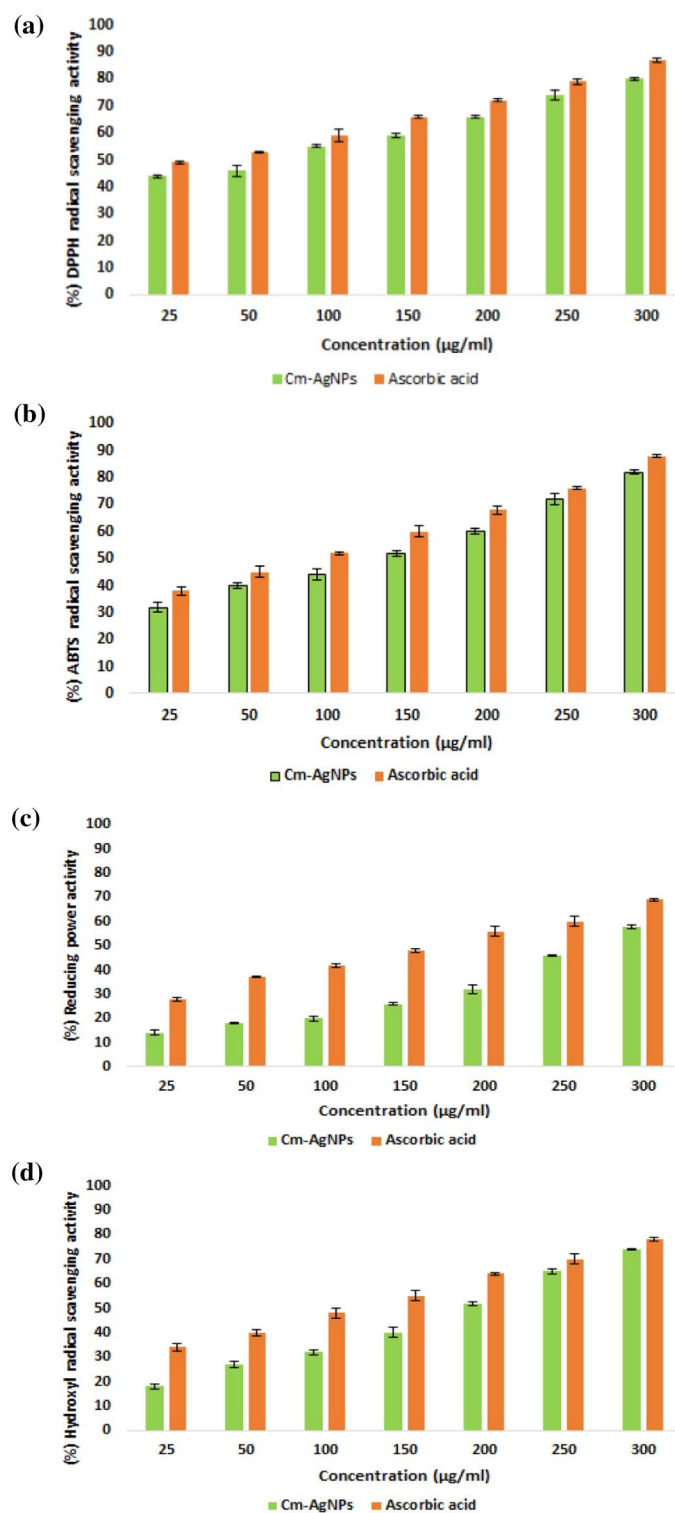 (a)
(%) DPPH radical scavenging activity
100
90
80
70
60
50
40
30
20
10
0
25 50 100 150 200 250 300
Concentration (µg/ml)
Cm-AgNPs Ascorbic acid
(b)
(%) ABTS radical scavenging activity
100
90
80
70
60
50
40
30
20
10
0
25 50 100 150 200 250 300
Concentration (µg/ml)
Cm-AgNPs Ascorbic acid
(c)
(%) Reducing power activity
100
90
80
70
60
50
40
30
20
10
0
25 50 100 150 200 250 300
Concentration (µg/ml)
Cm-AgNPs Ascorbic acid
(d)
(%) Hydroxyl radical scavenging activity
100
90
80
70
60
50
40
30
20
10
0
25 50 100 150 200 250 300
Concentration (µg/ml)
Cm-AgNPs Ascorbic acid